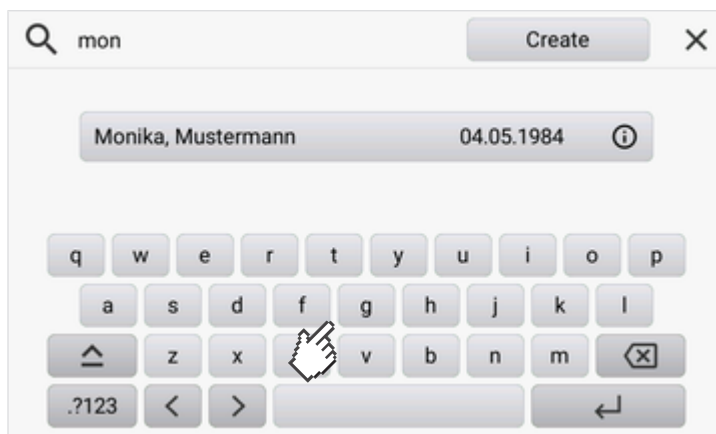 mon Create
Monika, Mustermann 04.05.1984
q w e r t y u i o p
a s d f g h j k l
z x v b n m
.?123